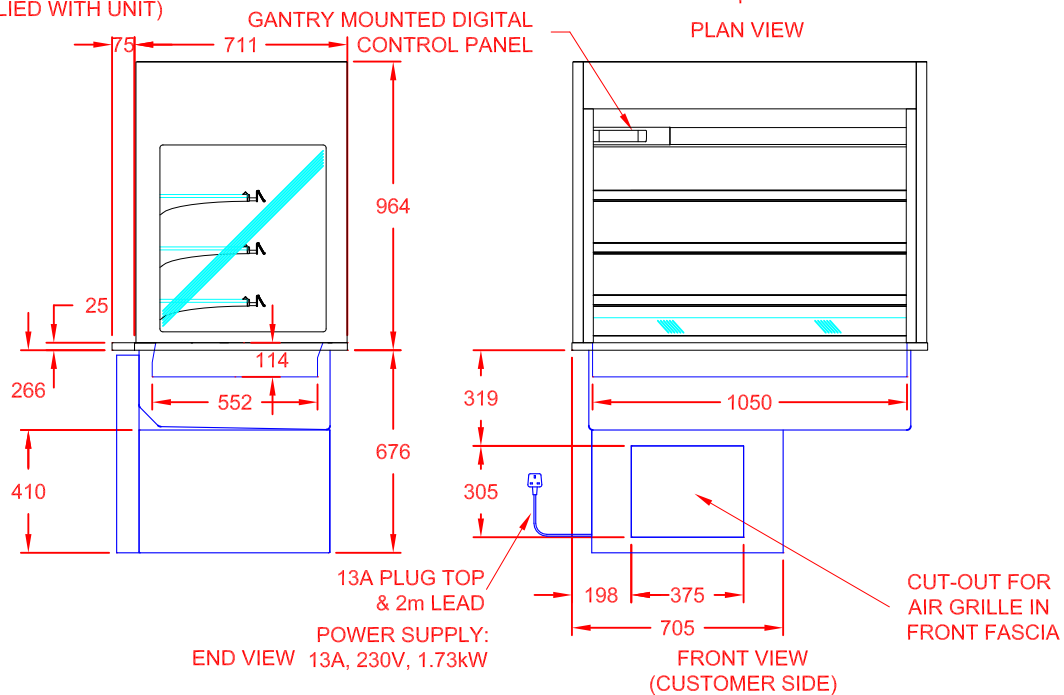 LIED WITH UNIT)
GANTRY MOUNTED DIGITAL
CONTROL PANEL
PLAN VIEW
75
711
964
25
114
266
552
676
410
319
1050
305
13A PLUG TOP
& 2m LEAD
198
375
705
CUT-OUT FOR
AIR GRILLE IN
FRONT FASCIA
POWER SUPPLY:
13A, 230V, 1.73kW
END VIEW
FRONT VIEW
(CUSTOMER SIDE)